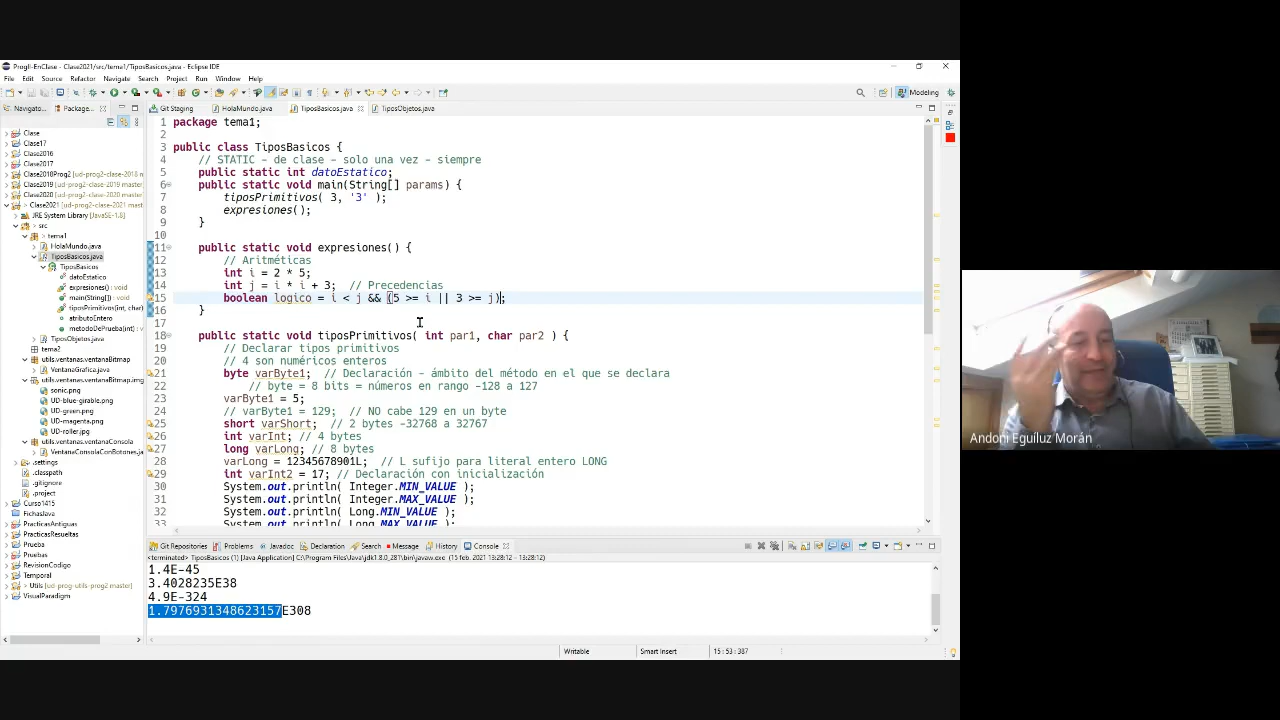 ProgII-EnClase - Clase2021/src/tema1/TiposBasicos.java - Eclipse IDE
File Edit Source Refactor Navigate Search Project Run Window Help
Modeling
Navigato... Package...
Git Staging HolaMundo.java TiposBasicos.java TiposObjetos.java
Clase
Clase17
Clase2016
Clase2017
Clase2018Prog2 [ud-prog2-clase-2018
Clase2019 [ud-prog2-clase-2019 master]
Clase2020 [ud-prog2-clase-2020 master]
Clase2021 [ud-prog2-clase-2021 master]
JRE System Library [JavaSE-1.8]
src
tema1
HolaMundo.java
TiposBasicos.java
TiposBasicos
datoEstatico
expresiones() : void
main(String[]) : void
tiposPrimitivos(int, char)
atributoEntero
metodoDePrueba(int) : void
TiposObjetos.java
tema2
utils.ventanas.ventanaBitmap
VentanaGrafica.java
utils.ventanas.ventanaBitmap.img
sonic.png
UD-blue-girable.png
UD-green.png
UD-magenta.png
UD-roller.jpg
utils.ventanas.ventanaConsola
VentanaConsolaConBotones.java
.settings
.classpath
.gitignore
.project
Curso1415
FichasJava
PracticasAntiguas
PracticasResueltas
Prueba
Pruebas
RevisionCodigo
Temporal
Utils [ud-prog-utils-prog2 master]
VisualParadigm
1 package tema1;
2
3 public class TiposBasicos {
4 // STATIC - de clase - solo una vez - siempre
5 public static int datoEstatico;
6 public static void main(String[] params) {
7 tiposPrimitivos( 3, '3' );
8 expresiones();
9 }
10
11 public static void expresiones() {
12 // Aritméticas
13 int i = 2 * 5;
14 int j = i * i + 3; // Precedencias
15 boolean logico = i < j && (5 >= i || 3 >= j);
16 }
17
18 public static void tiposPrimitivos( int par1, char par2 ) {
19 // Declarar tipos primitivos
20 // 4 son numéricos enteros
21 byte varByte1; // Declaración - ámbito del método en el que se declara
22 // byte = 8 bits = números en rango -128 a 127
23 varByte1 = 5;
24 // varByte1 = 129; // NO cabe 129 en un byte
25 short varShort; // 2 bytes -32768 a 32767
26 int varInt; // 4 bytes
27 long varLong; // 8 bytes
28 varLong = 12345678901L; // L sufijo para literal entero LONG
29 int varInt2 = 17; // Declaración con inicialización
30 System.out.println( Integer.MIN_VALUE );
31 System.out.println( Integer.MAX_VALUE );
32 System.out.println( Long.MIN_VALUE );
33 System.out.println( Long.MAX_VALUE );
Git Repositories Problems Javadoc Declaration Search Message History Console
<terminated> TiposBasicos (1) [Java Application] C:\Program Files\Java\jdk1.8.0_281\bin\javaw.exe (15 feb. 2021 13:28:12 – 13:28:12)
1.4E-45
3.4028235E38
4.9E-324
1.7976931348623157E308
Writable Smart Insert 15 : 53 : 387
Andoni Eguíluz Morán